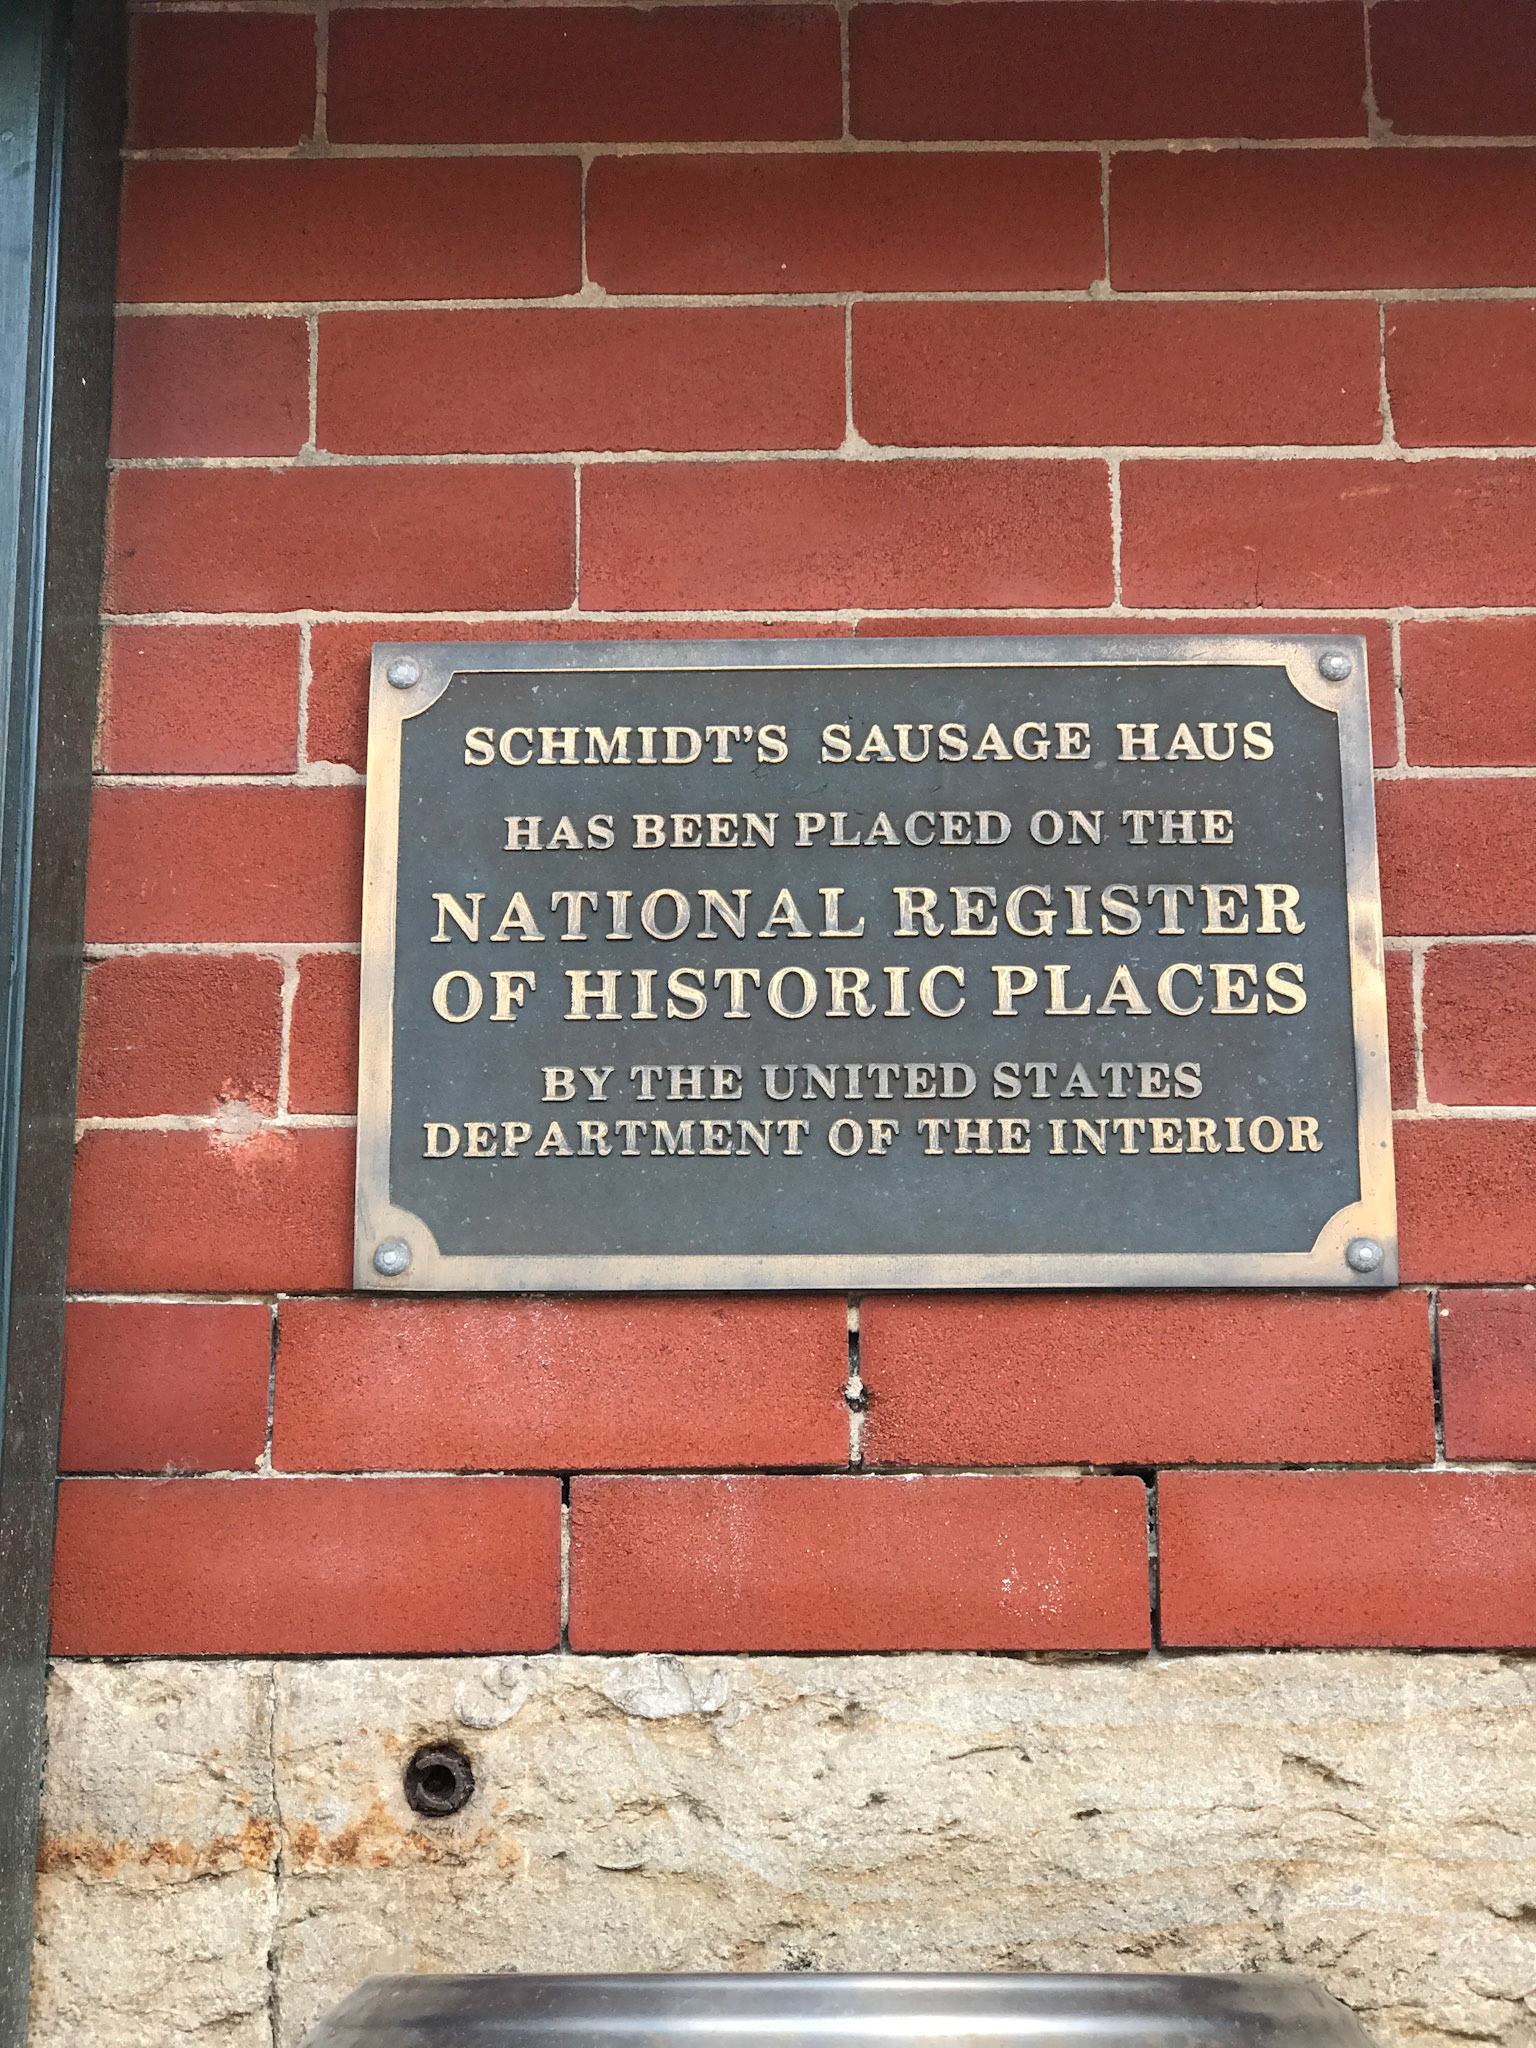 SCHMIDT'S SAUSAGE HAUS
HAS BEEN PLACED ON THE
NATIONAL REGISTER
OF HISTORIC PLACES
BY THE UNITED STATES
DEPARTMENT OF THE INTERIOR